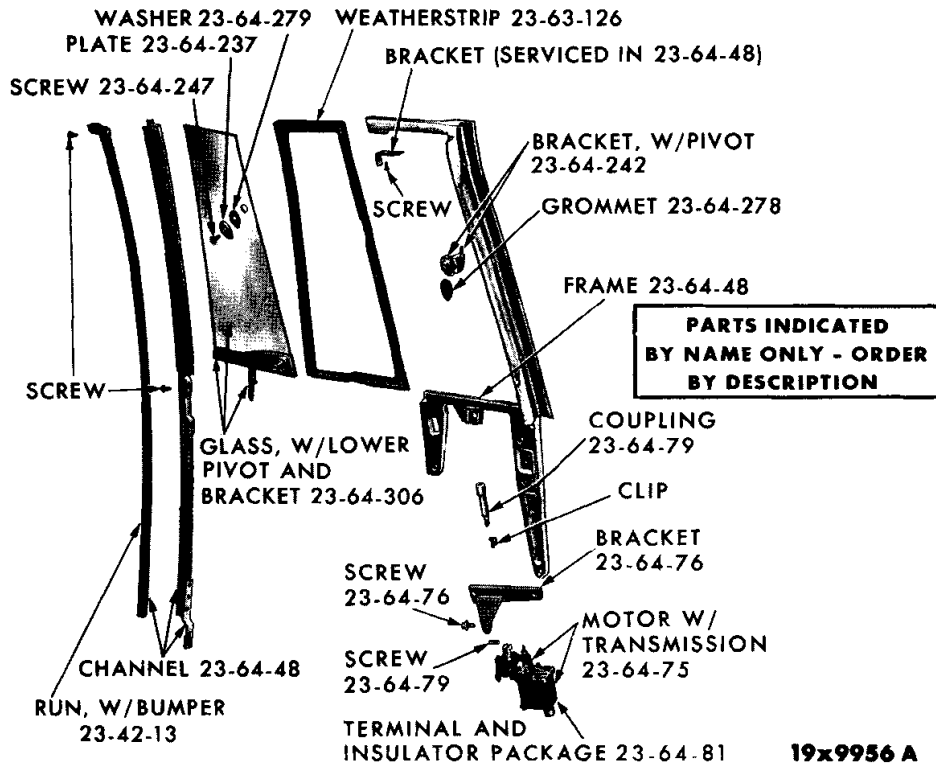 WASHER 23-64-279
WEATHERSTRIP 23-63-126
PLATE 23-64-237
BRACKET (SERVICED IN 23-64-48)
SCREW 23-64-247
BRACKET, W/PIVOT
23-64-242
SCREW
GROMMET 23-64-278
FRAME 23-64-48
PARTS INDICATED
BY NAME ONLY - ORDER
BY DESCRIPTION
SCREW
COUPLING
23-64-79
GLASS, W/LOWER
PIVOT AND
BRACKET 23-64-306
CLIP
BRACKET
23-64-76
SCREW
23-64-76
MOTOR W/
TRANSMISSION
23-64-75
SCREW
23-64-79
CHANNEL 23-64-48
RUN, W/BUMPER
23-42-13
TERMINAL AND
INSULATOR PACKAGE 23-64-81
19x9956 A